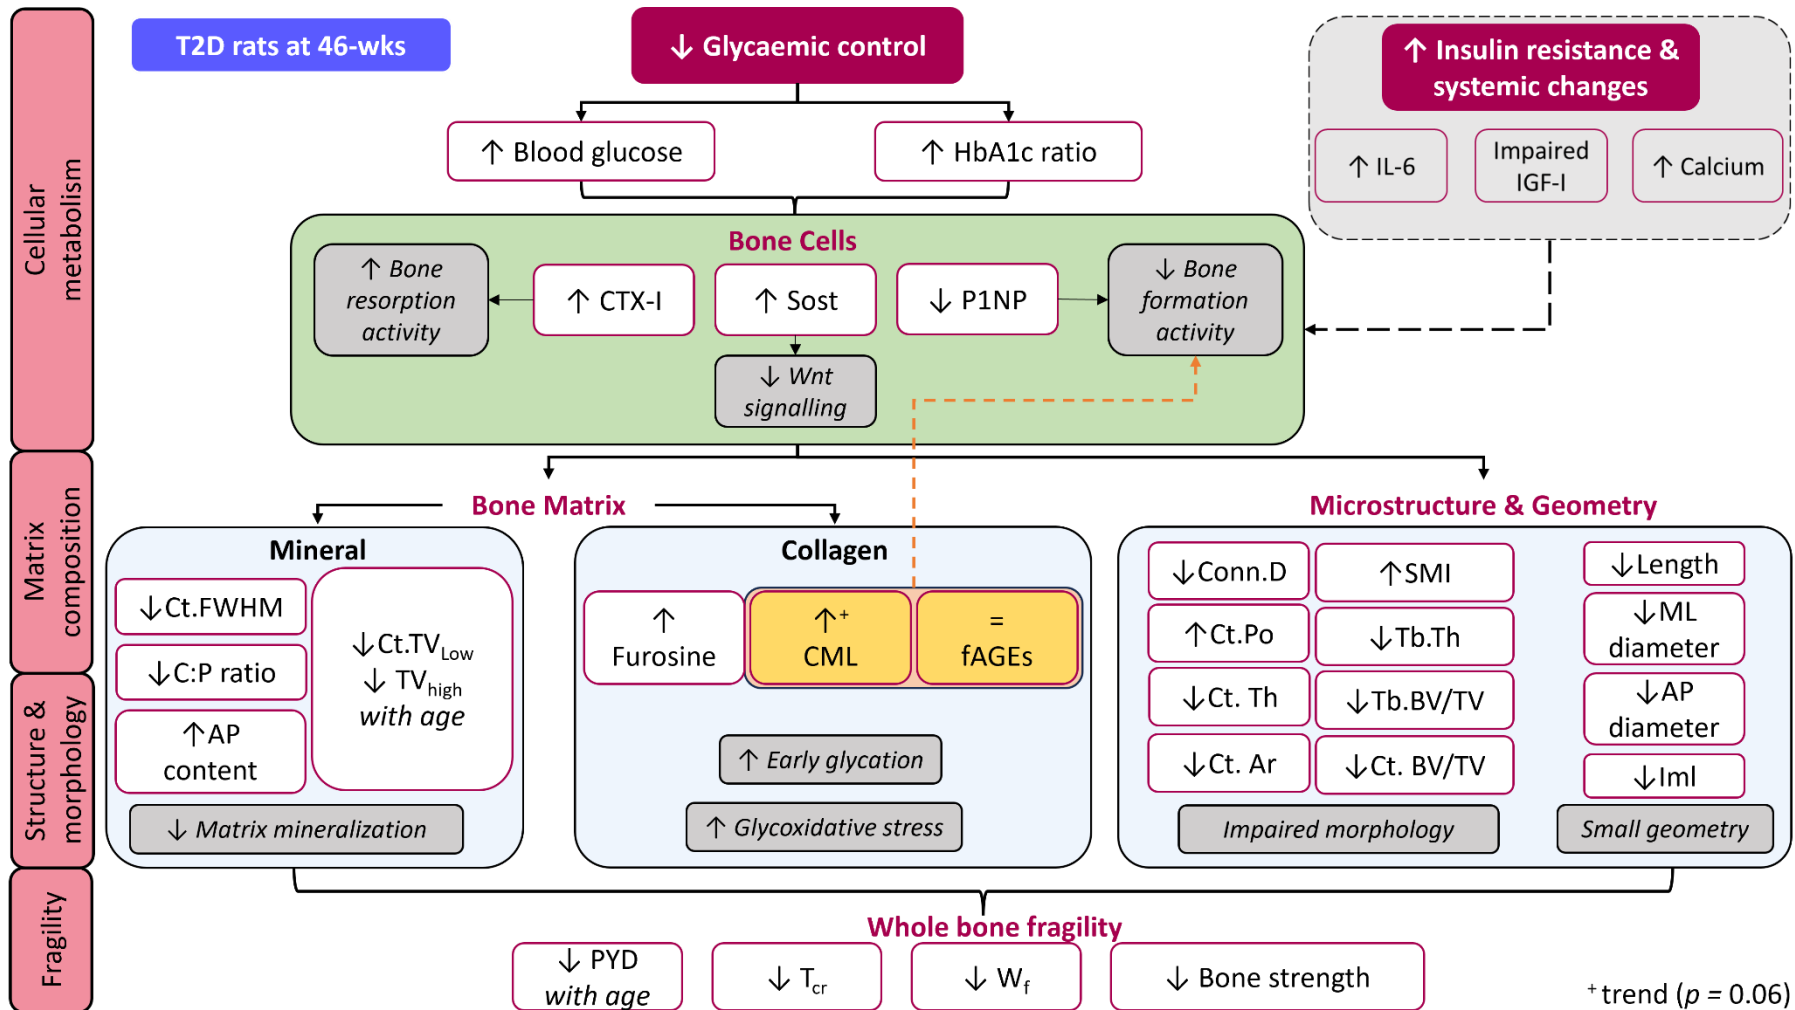 T2D rats at 46-wks
↓ Glycaemic control
↑ Insulin resistance &
systemic changes
↑ Blood glucose
↑ HbA1c ratio
↑ IL-6
Impaired
IGF-I
↑ Calcium
Cellular
metabolism
Bone Cells
↑ Bone
resorption
activity
↑ CTX-I
↑ Sost
↓ P1NP
↓ Bone
formation
activity
↓ Wnt
signalling
Matrix
composition
Bone Matrix
Microstructure & Geometry
Mineral
↓Ct.FWHM
↓C:P ratio
↑AP
content
↓Ct.TVLow
↓ TVhigh
with age
↓ Matrix mineralization
Collagen
↑
Furosine
↑+
CML
=
fAGEs
↑ Early glycation
↑ Glycoxidative stress
↓Conn.D
↑SMI
↑Ct.Po
↓Tb.Th
↓Ct. Th
↓Tb.BV/TV
↓Ct. Ar
↓Ct. BV/TV
Impaired morphology
↓Length
↓ML
diameter
↓AP
diameter
↓Iml
Small geometry
Structure &
morphology
Fragility
Whole bone fragility
↓ PYD
with age
↓ Tcr
↓ Wf
↓ Bone strength
+ trend (p = 0.06)